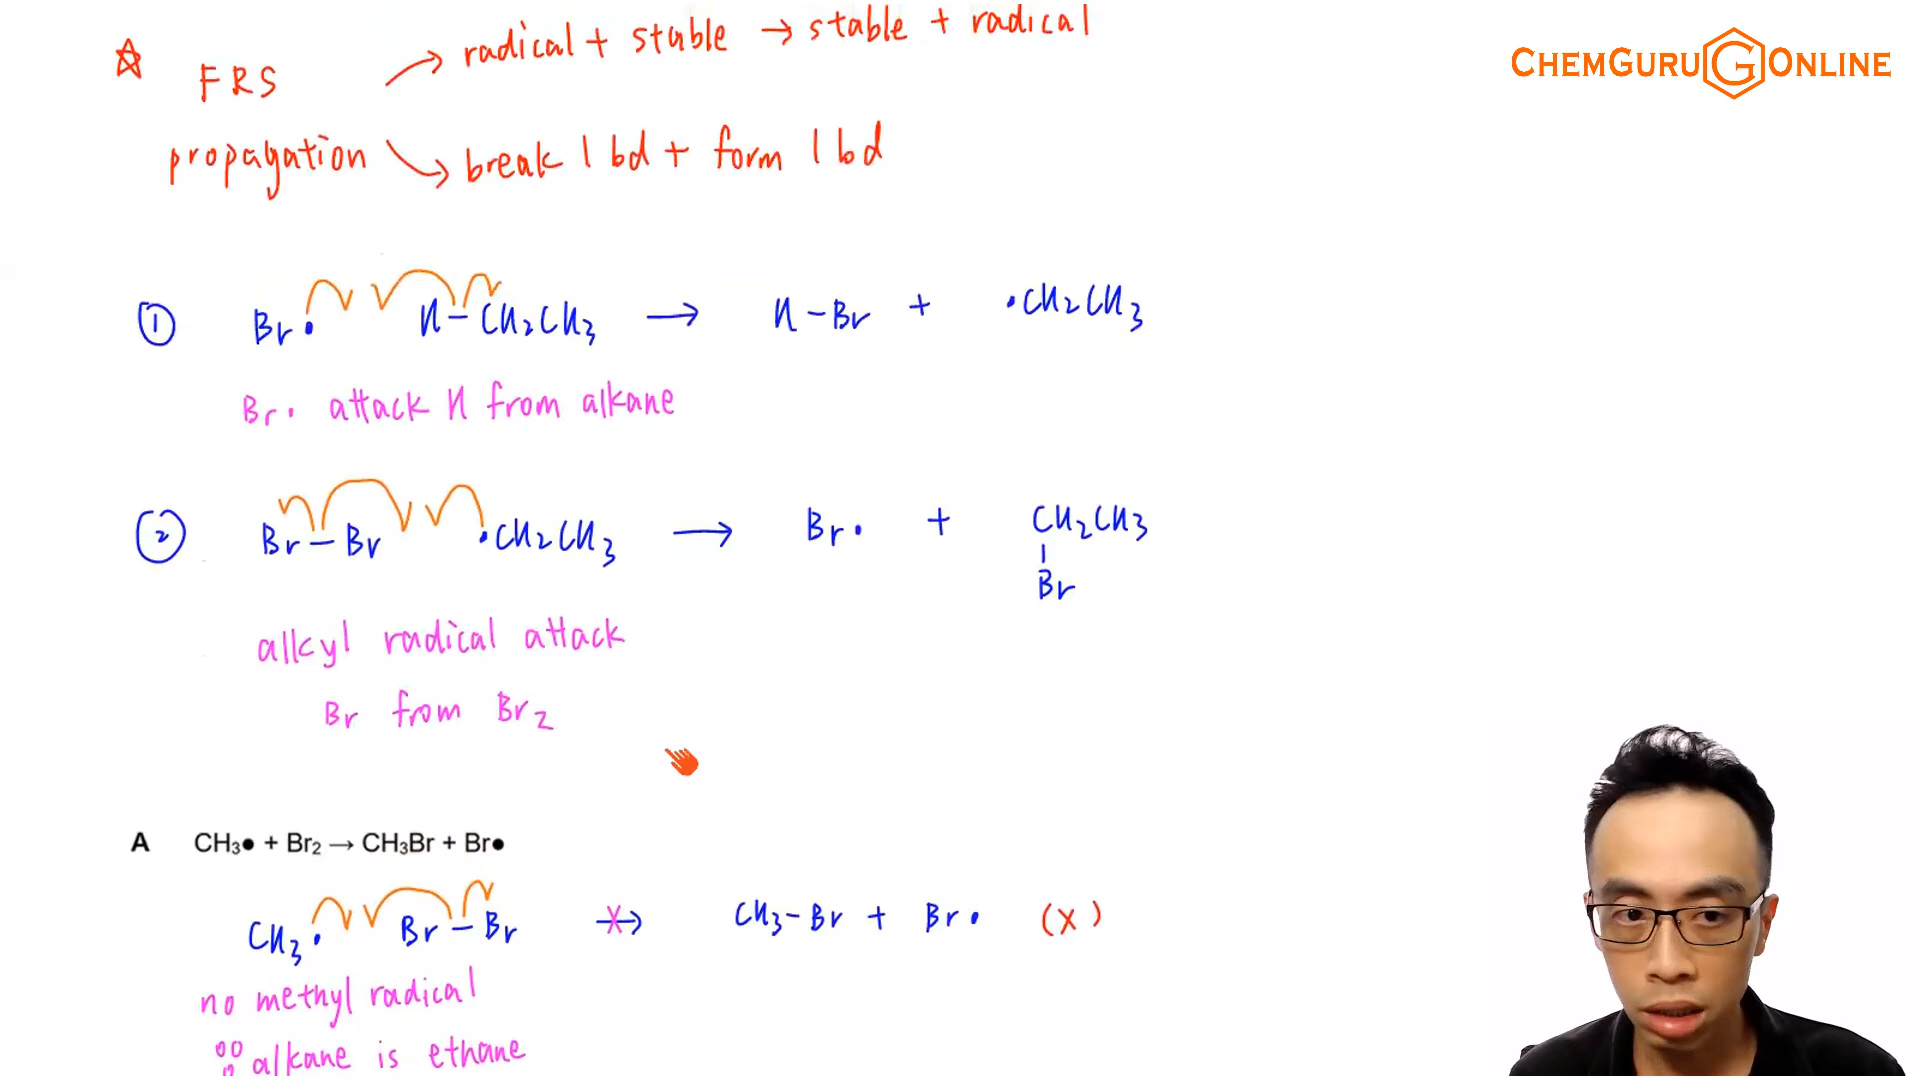 ☆ FRS → radical + stable → stable + radical
propagation → break 1 bd + form 1 bd
CHEMGURU G ONLINE
① Br• H–CH₂CH₃ → H–Br + •CH₂CH₃
Br• attack H from alkane
② Br–Br •CH₂CH₃ → Br• + CH₂CH₃
Br
alkyl radical attack
Br from Br₂
A CH₃● + Br₂ → CH₃Br + Br●
CH₃• Br–Br → CH₃–Br + Br• (X)
no methyl radical
∵ alkane is ethane